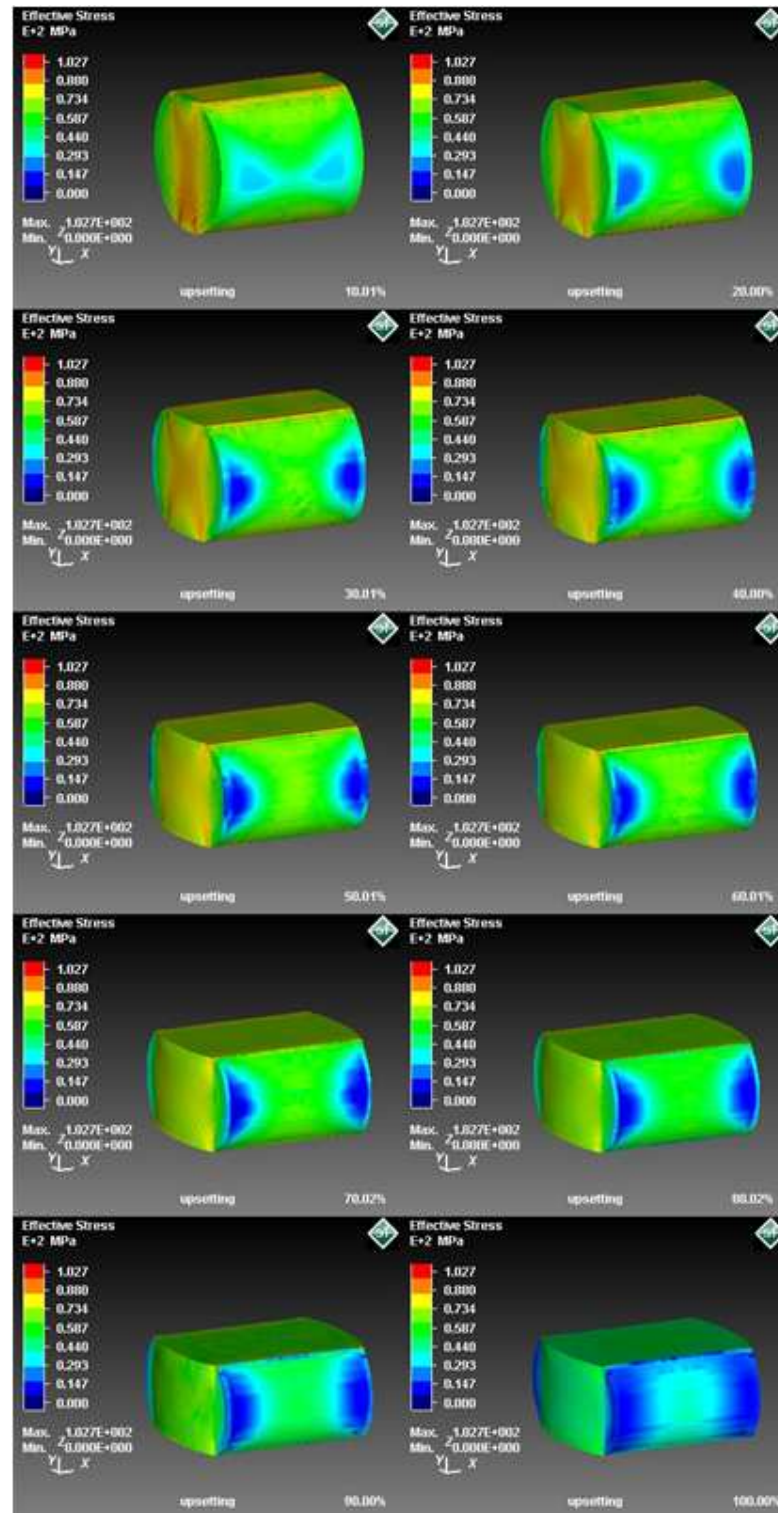 Effective Stress
E+2 MPa
1.027
0.880
0.734
0.587
0.440
0.293
0.147
0.000
Max. 1.027E+002
Min. 0.000E+000
Z
Y
X
upsetting 10.01%
Effective Stress
E+2 MPa
1.027
0.880
0.734
0.587
0.440
0.293
0.147
0.000
Max. 1.027E+002
Min. 0.000E+000
Z
Y
X
upsetting 20.00%
Effective Stress
E+2 MPa
1.027
0.880
0.734
0.587
0.440
0.293
0.147
0.000
Max. 1.027E+002
Min. 0.000E+000
Z
Y
X
upsetting 30.01%
Effective Stress
E+2 MPa
1.027
0.880
0.734
0.587
0.440
0.293
0.147
0.000
Max. 1.027E+002
Min. 0.000E+000
Z
Y
X
upsetting 40.00%
Effective Stress
E+2 MPa
1.027
0.880
0.734
0.587
0.440
0.293
0.147
0.000
Max. 1.027E+002
Min. 0.000E+000
Z
Y
X
upsetting 50.01%
Effective Stress
E+2 MPa
1.027
0.880
0.734
0.587
0.440
0.293
0.147
0.000
Max. 1.027E+002
Min. 0.000E+000
Z
Y
X
upsetting 60.01%
Effective Stress
E+2 MPa
1.027
0.880
0.734
0.587
0.440
0.293
0.147
0.000
Max. 1.027E+002
Min. 0.000E+000
Z
Y
X
upsetting 70.02%
Effective Stress
E+2 MPa
1.027
0.880
0.734
0.587
0.440
0.293
0.147
0.000
Max. 1.027E+002
Min. 0.000E+000
Z
Y
X
upsetting 80.02%
Effective Stress
E+2 MPa
1.027
0.880
0.734
0.587
0.440
0.293
0.147
0.000
Max. 1.027E+002
Min. 0.000E+000
Z
Y
X
upsetting 90.00%
Effective Stress
E+2 MPa
1.027
0.880
0.734
0.587
0.440
0.293
0.147
0.000
Max. 1.027E+002
Min. 0.000E+000
Z
Y
X
upsetting 100.00%